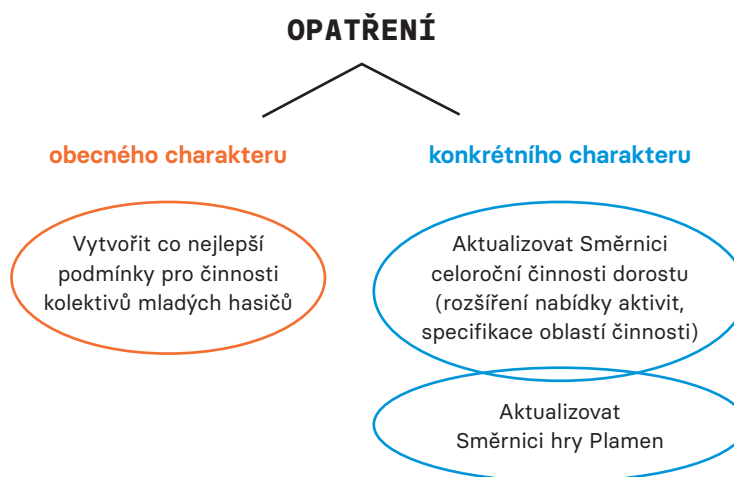 OPATŘENÍ
obecného charakteru
Vytvořit co nejlepší
podmínky pro činnosti
kolektivů mladých hasičů
konkrétního charakteru
Aktualizovat Směrnici
celoroční činnosti dorostu
(rozšíření nabídky aktivit,
specifikace oblastí činnosti)
Aktualizovat
Směrnici hry Plamen